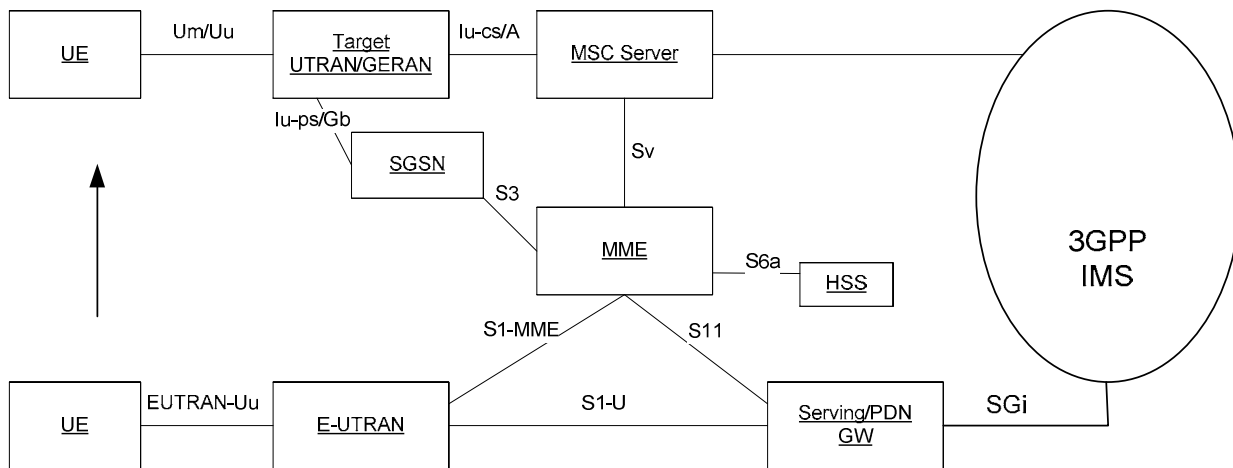 Um/Uu
Iu-cs/A
UE
Target
UTRAN/GERAN
MSC Server
Iu-ps/Gb
SGSN
Sv
S3
MME
3GPP
IMS
S6a
HSS
S1-MME
S11
EUTRAN-Uu
S1-U
SGi
UE
E-UTRAN
Serving/PDN
GW